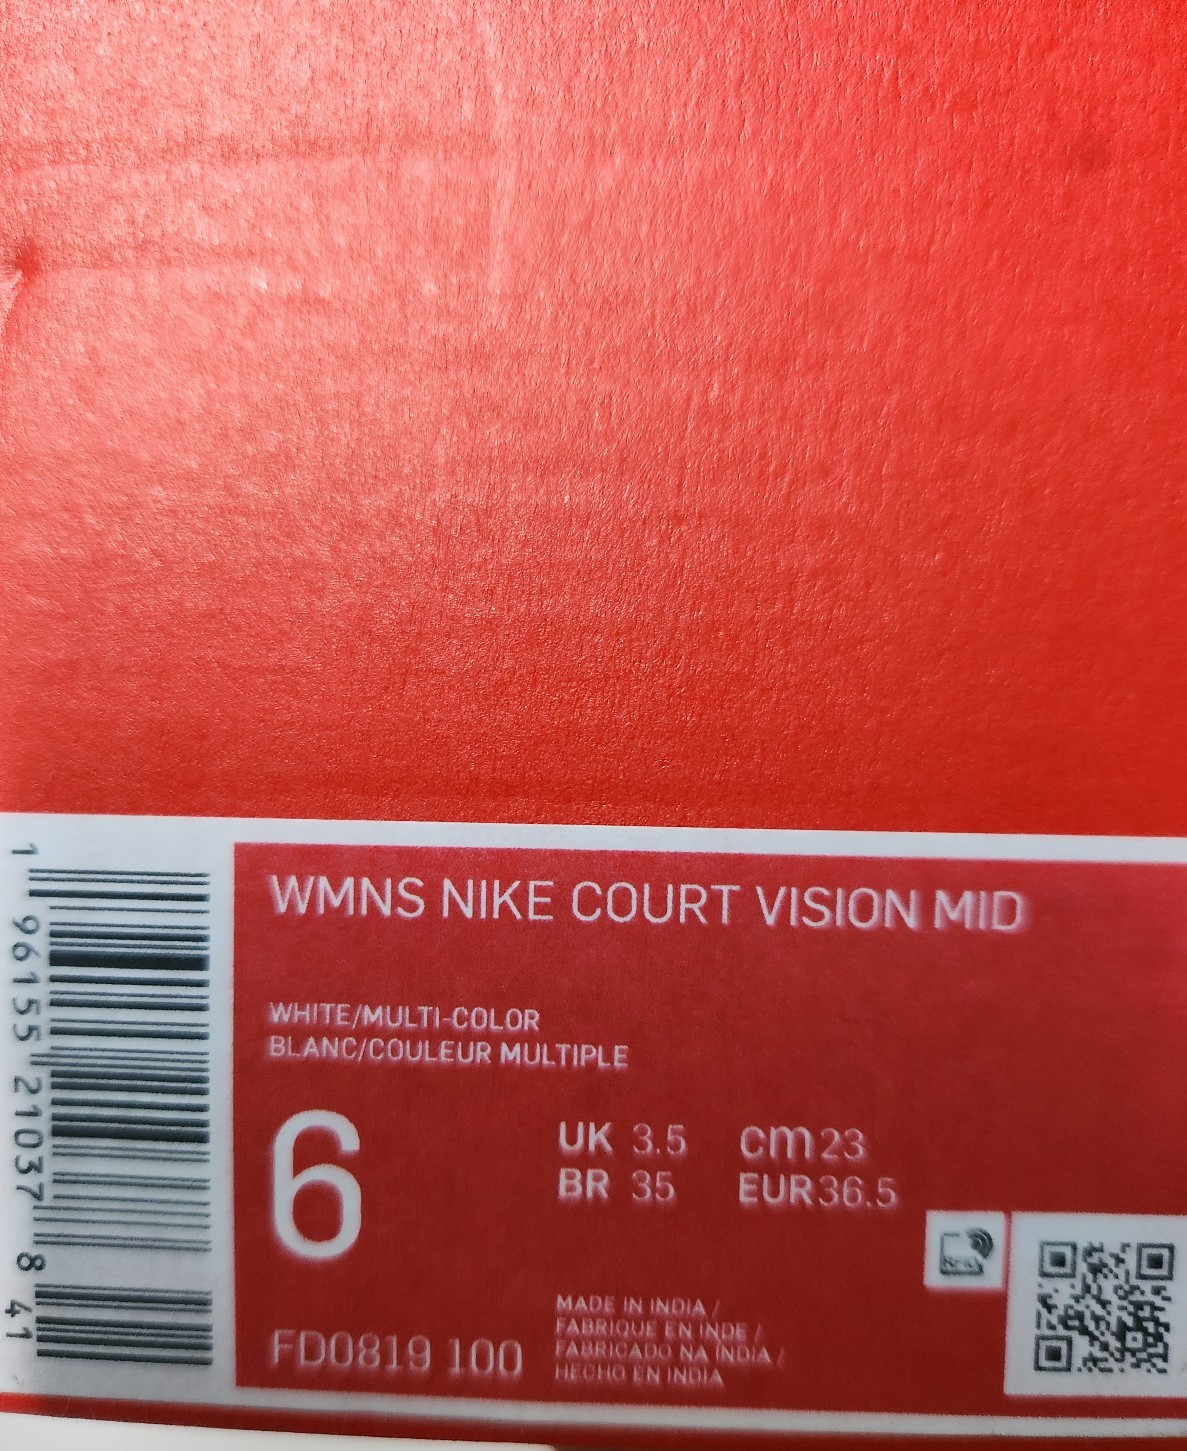 WMNS NIKE COURT VISION MID
WHITE/MULTI-COLOR
BLANC/COULEUR MULTIPLE
6
UK 3.5 cm 23
BR 35 EUR 36.5
MADE IN INDIA /
FABRIQUE EN INDE /
FABRICADO NA ÍNDIA /
HECHO EN INDIA
FD0819 100
1 96155 21037 8 41